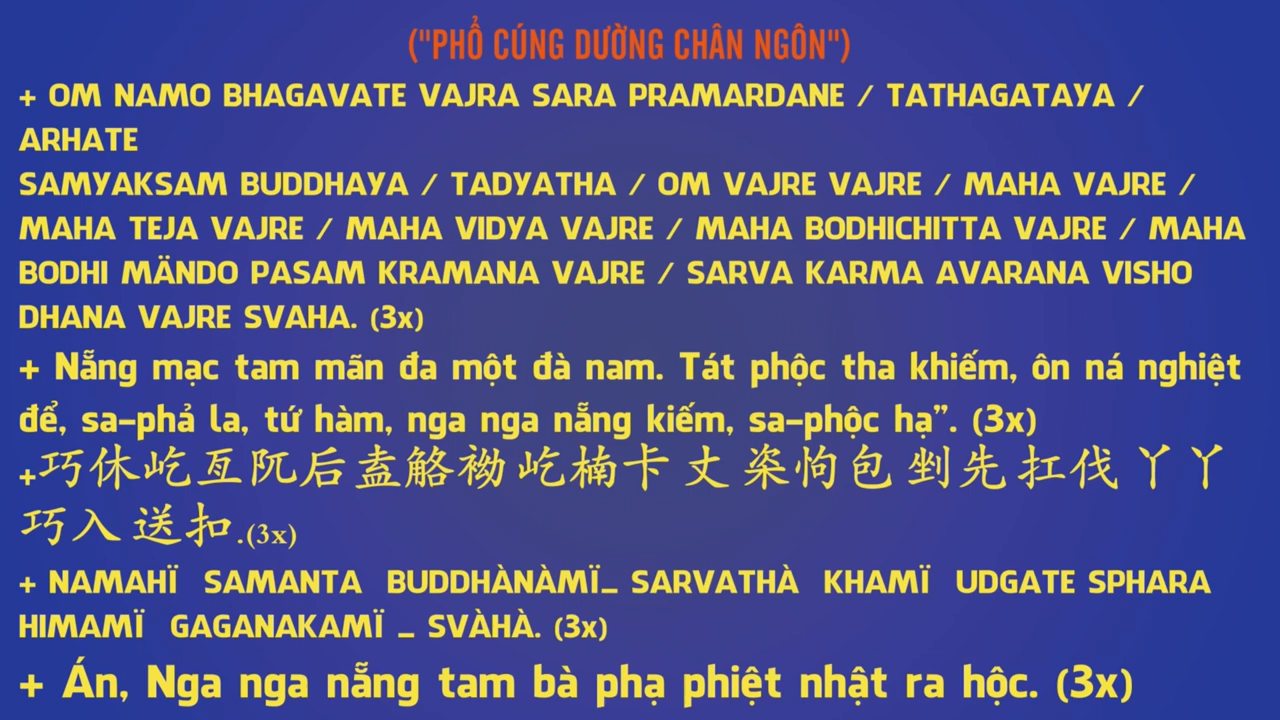 ("PHỔ CÚNG DƯỜNG CHÂN NGÔN")
+ OM NAMO BHAGAVATE VAJRA SARA PRAMARDANE / TATHAGATAYA /
ARHATE
SAMYAKSAM BUDDHAYA / TADYATHA / OM VAJRE VAJRE / MAHA VAJRE /
MAHA TEJA VAJRE / MAHA VIDYA VAJRE / MAHA BODHICHITTA VAJRE / MAHA
BODHI MÄNDO PASAM KRAMANA VAJRE / SARVA KARMA AVARANA VISHO
DHANA VAJRE SVAHA. (3x)
+ Nẵng mạc tam mãn đa một đà nam. Tát phộc tha khiếm, ôn ná nghiệt
để, sa-phả la, tứ hàm, nga nga nẵng kiếm, sa-phộc hạ”. (3x)
+巧休屹亙阢后盍觡袎屹楠卡丈栥怐包剉先扛伐丫丫
巧入送扣.(3x)
+ NAMAHÏ SAMANTA BUDDHÀNÀMÏ_ SARVATHÀ KHAMÏ UDGATE SPHARA
HIMAMÏ GAGANAKAMÏ _ SVÀHÀ. (3x)
+ Án, Nga nga nẵng tam bà phạ phiệt nhật ra hộc. (3x)